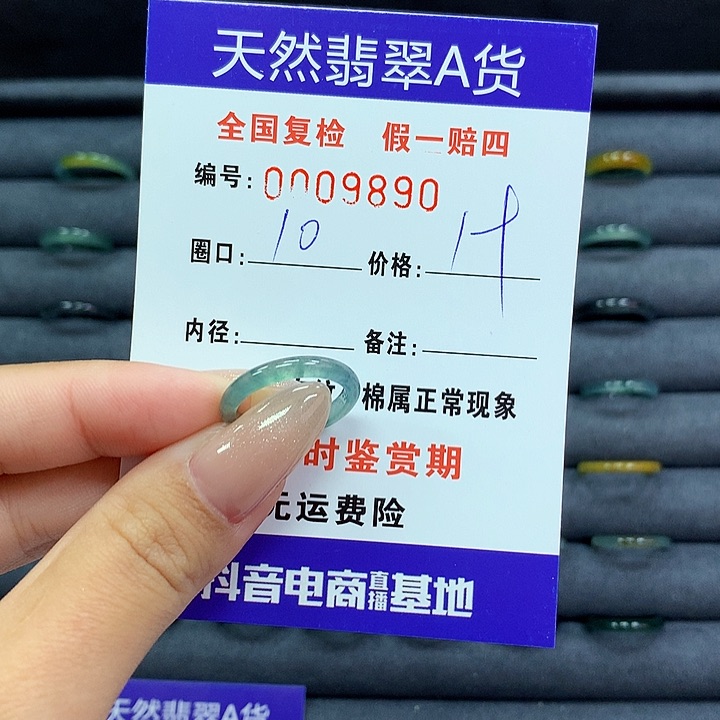 天然翡翠A货
全国复检 假一赔四
编号: 0009890
圈口: 10 价格:
内径: 备注:
棉属正常现象
时鉴赏期
无运费险
抖音电商直播基地
天然翡翠A货